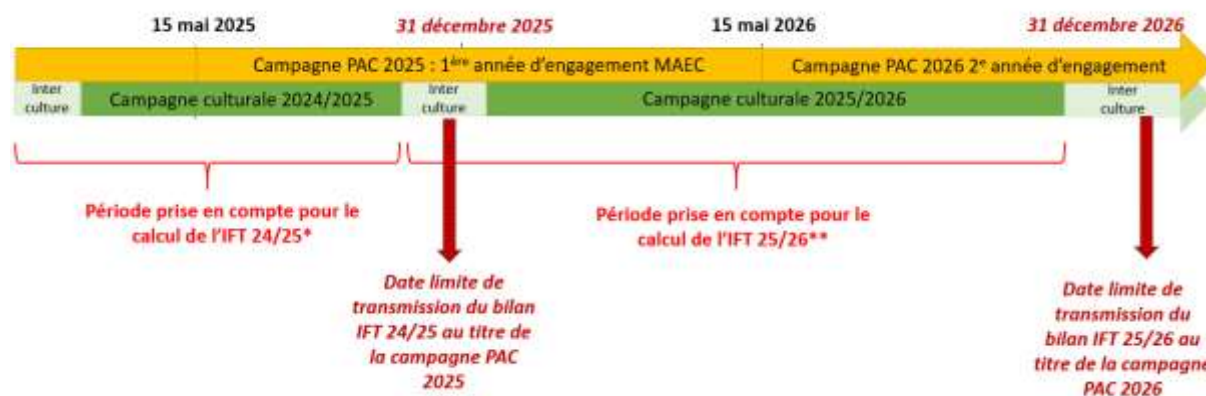 15 mai 2025
31 décembre 2025
15 mai 2026
31 décembre 2026
Campagne PAC 2025 : 1ère année d'engagement MAEC
Campagne PAC 2026 2e année d'engagement
Inter
culture
Campagne culturale 2024/2025
Inter
culture
Campagne culturale 2025/2026
Inter
culture
Période prise en compte pour le
calcul de l'IFT 24/25*
Période prise en compte pour le
calcul de l'IFT 25/26**
Date limite de
transmission du bilan
IFT 24/25 au titre de
la campagne PAC
2025
Date limite de
transmission du
bilan IFT 25/26 au
titre de la campagne
PAC 2026